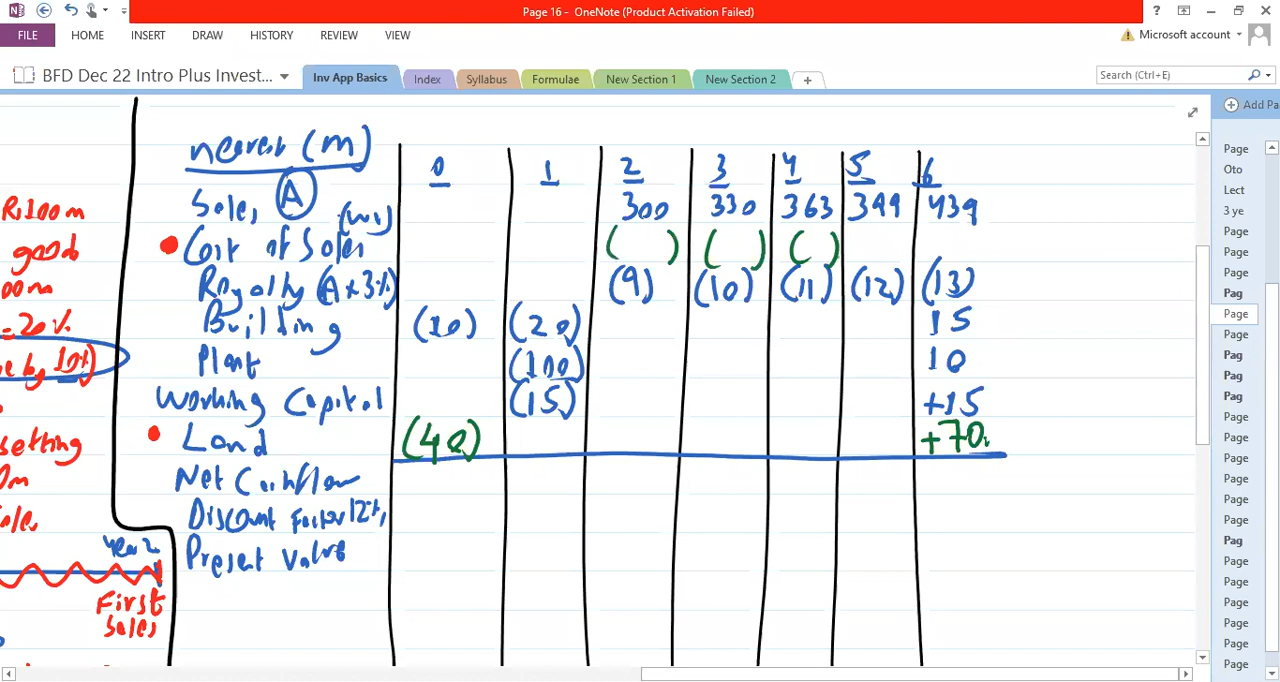 Page 16 - OneNote (Product Activation Failed)
FILE HOME INSERT DRAW HISTORY REVIEW VIEW
Microsoft account
BFD Dec 22 Intro Plus Invest... Inv App Basics Index Syllabus Formulae New Section 1 New Section 2
Search (Ctrl+E)
Add Pa
nearest (m) 0 1 2 3 4 5 6
Sales (A) 300 330 363 399 439
Cost of Sales (W1) ( ) ( ) ( )
Royalty (A x 3%) (9) (10) (11) (12) (13)
Building (10) (20) 15
Plant (100) 10
Working Capital (15) +15
Land (40) +70.
Net Cashflow
Discount Factor 12%
Present Value
R.100m
good
00m
= 20%
e by 10%)
setting
0m
Sales
Year 2
First
Sales
Page
Oto
Lect
3 ye
Page
Page
Page
Pag
Page
Page
Pag
Pag
Pag
Page
Page
Page
Page
Page
Page
Pag
Page
Page
Page
Page
Page
Page